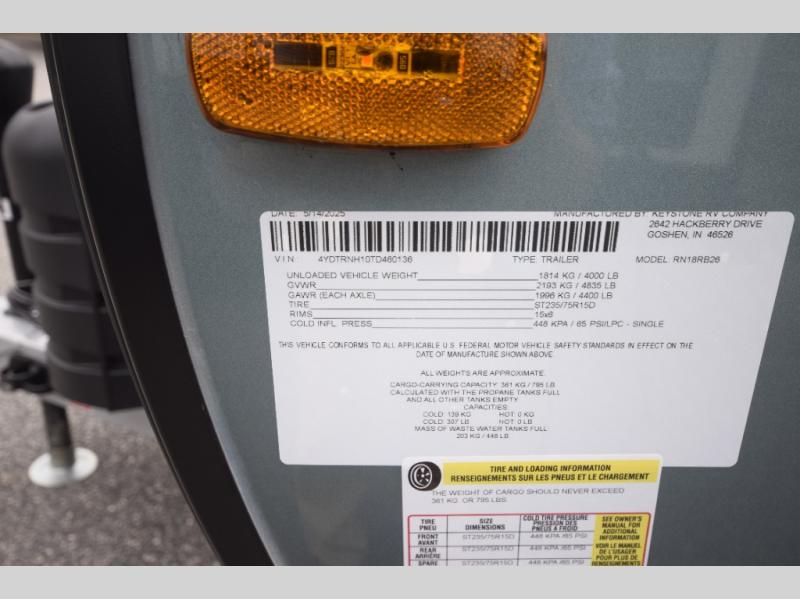 DATE: 5/14/2025 MANUFACTURED BY: KEYSTONE RV COMPANY
2642 HACKBERRY DRIVE
GOSHEN, IN 46526
V I N : 4YDTRNH10TD460136 TYPE: TRAILER MODEL: RN18RB26
UNLOADED VEHICLE WEIGHT 1814 KG / 4000 LB
GVWR 2193 KG / 4835 LB
GAWR (EACH AXLE) 1996 KG / 4400 LB
TIRE ST235/75R15D
RIMS 15x6
COLD INFL. PRESS 448 KPA / 65 PSI/LPC - SINGLE
THIS VEHICLE CONFORMS TO ALL APPLICABLE U.S. FEDERAL MOTOR VEHICLE SAFETY STANDARDS IN EFFECT ON THE
DATE OF MANUFACTURE SHOWN ABOVE.
ALL WEIGHTS ARE APPROXIMATE.
CARGO-CARRYING CAPACITY: 361 KG / 795 LB
CALCULATED WITH THE PROPANE TANKS FULL
AND ALL OTHER TANKS EMPTY
CAPACITIES:
COLD: 139 KG HOT: 0 KG
COLD: 307 LB HOT: 0 LB
MASS OF WASTE WATER TANKS FULL:
203 KG / 448 LB
TIRE AND LOADING INFORMATION
RENSEIGNEMENTS SUR LES PNEUS ET LE CHARGEMENT
THE WEIGHT OF CARGO SHOULD NEVER EXCEED
361 KG. OR 795 LBS.
TIRE PNEU SIZE DIMENSIONS COLD TIRE PRESSURE PRESSION DES PNEUS A FROID
FRONT AVANT ST235/75R15D 448 KPA /65 PSI
REAR ARRIÈRE ST235/75R15D 448 KPA /65 PSI
SPARE ST235/75R15D 448 KPA /65 PSI
SEE OWNER'S
MANUAL FOR
ADDITIONAL
INFORMATION
VOIR LE MANUEL
DE L'USAGER
POUR PLUS DE
RENSEIGNEMENTS